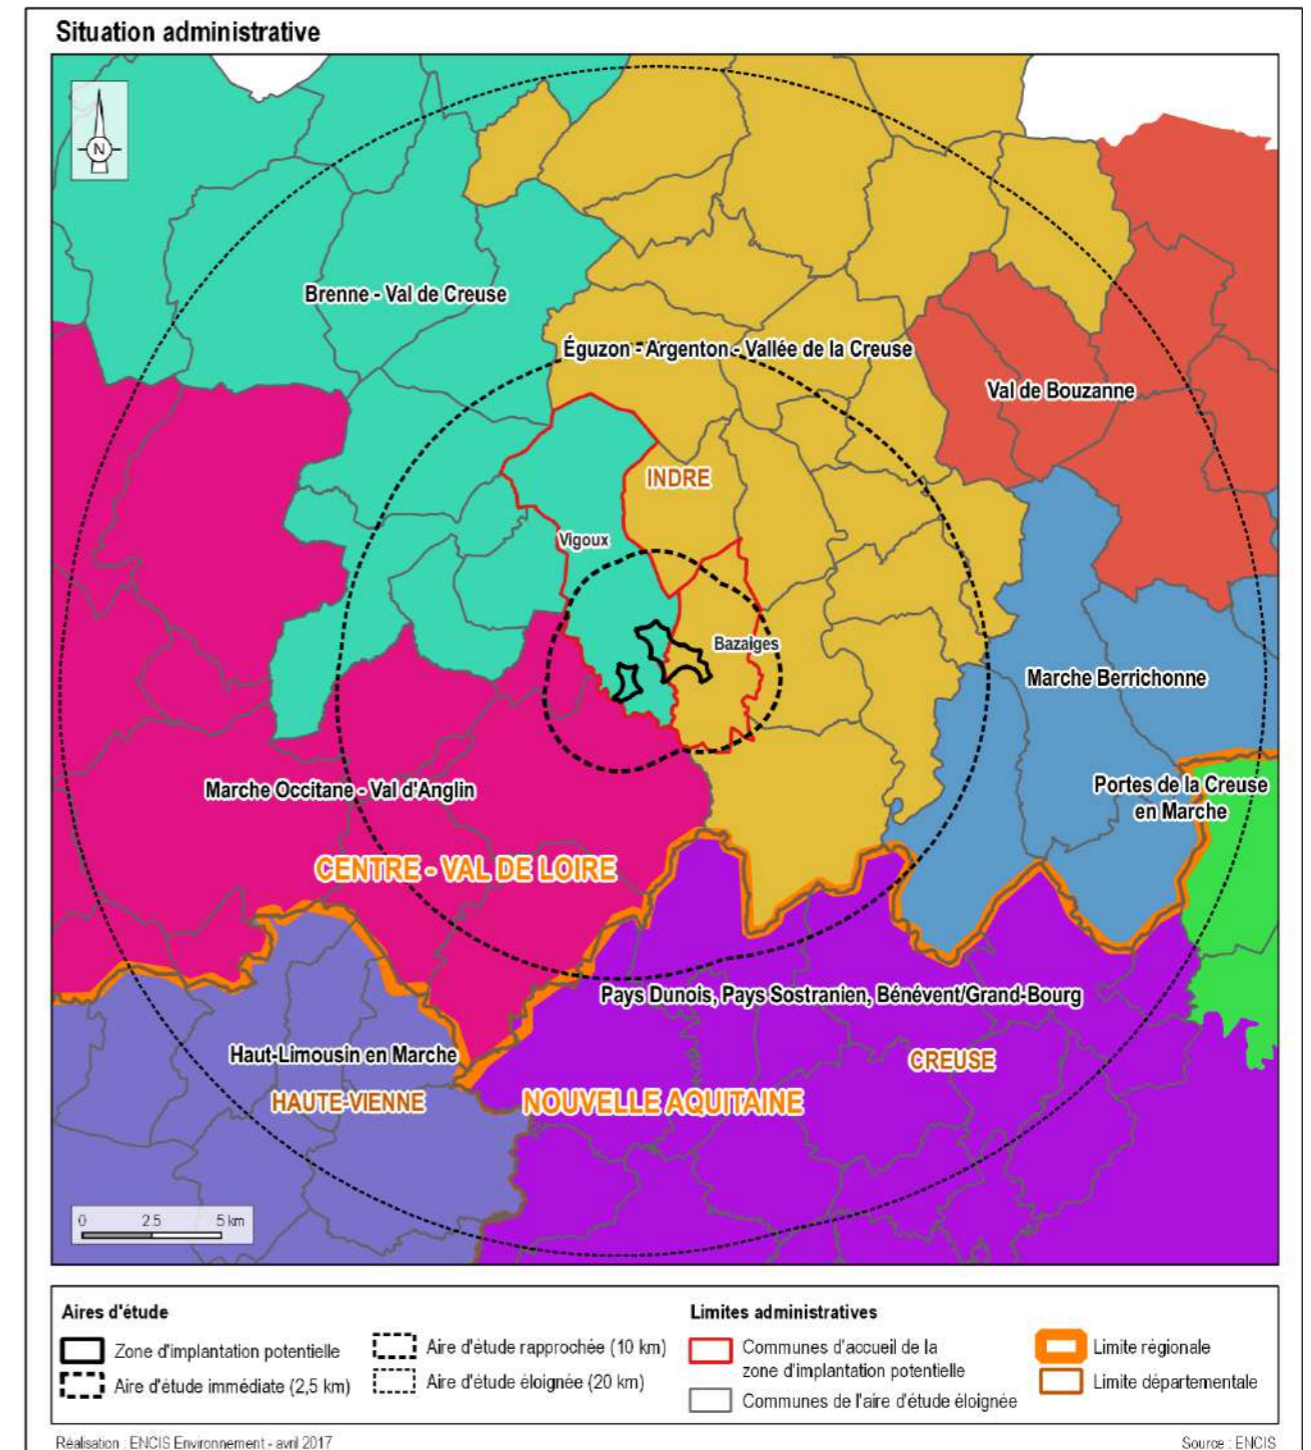 Situation administrative
N
Brenne - Val de Creuse
Éguzon - Argenton - Vallée de la Creuse
Val de Bouzanne
INDRE
Vigoux
Bazaiges
Marche Berrichonne
Portes de la Creuse
en Marche
Marche Occitane - Val d'Anglin
CENTRE - VAL DE LOIRE
Pays Dunois, Pays Sostranien, Bénévent/Grand-Bourg
Haut-Limousin en Marche
CREUSE
HAUTE-VIENNE
NOUVELLE AQUITAINE
0 2.5 5 km
Aires d'étude
Zone d'implantation potentielle
Aire d'étude immédiate (2,5 km)
Aire d'étude rapprochée (10 km)
Aire d'étude éloignée (20 km)
Limites administratives
Communes d'accueil de la
zone d'implantation potentielle
Communes de l'aire d'étude éloignée
Limite régionale
Limite départementale
Réalisation : ENCIS Environnement - avril 2017
Source : ENCIS